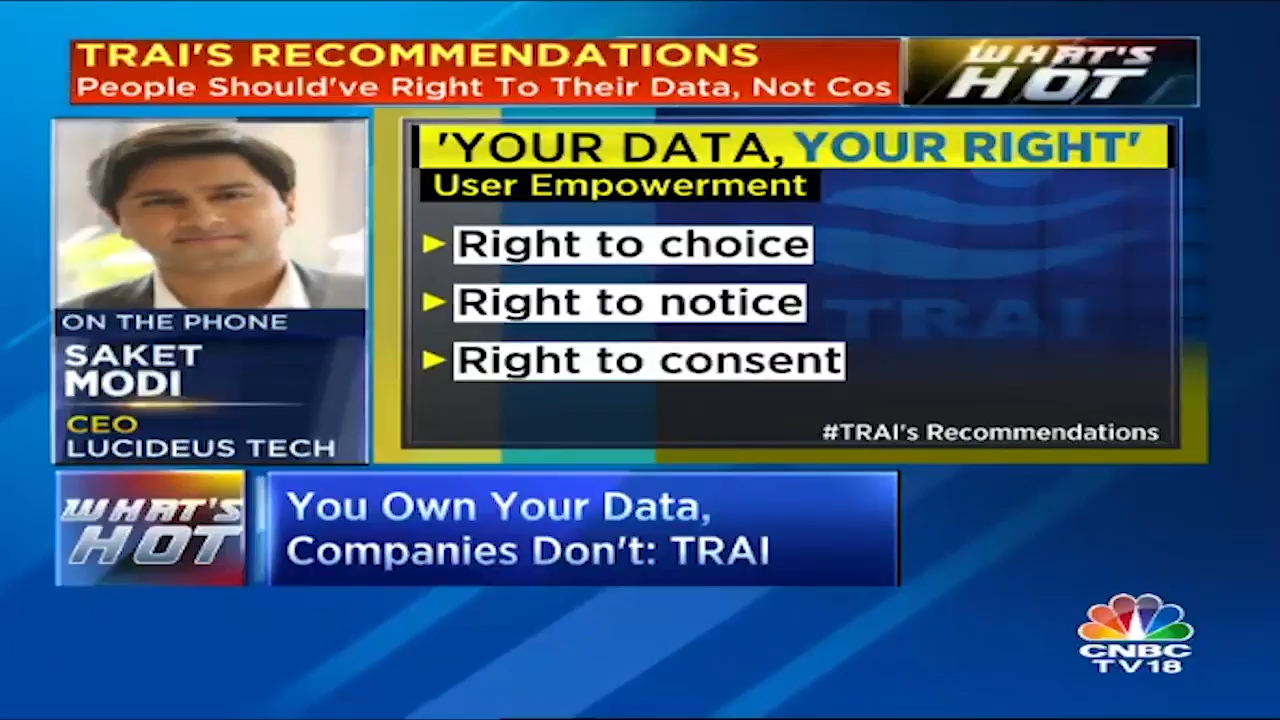 TRAI'S RECOMMENDATIONS
People Should've Right To Their Data, Not Cos
WHAT'S
HOT
'YOUR DATA, YOUR RIGHT'
User Empowerment
Right to choice
Right to notice
Right to consent
TRAI
#TRAI's Recommendations
ON THE PHONE
SAKET
MODI
CEO
LUCIDEUS TECH
WHAT'S
HOT
You Own Your Data,
Companies Don't: TRAI
CNBC
TV18